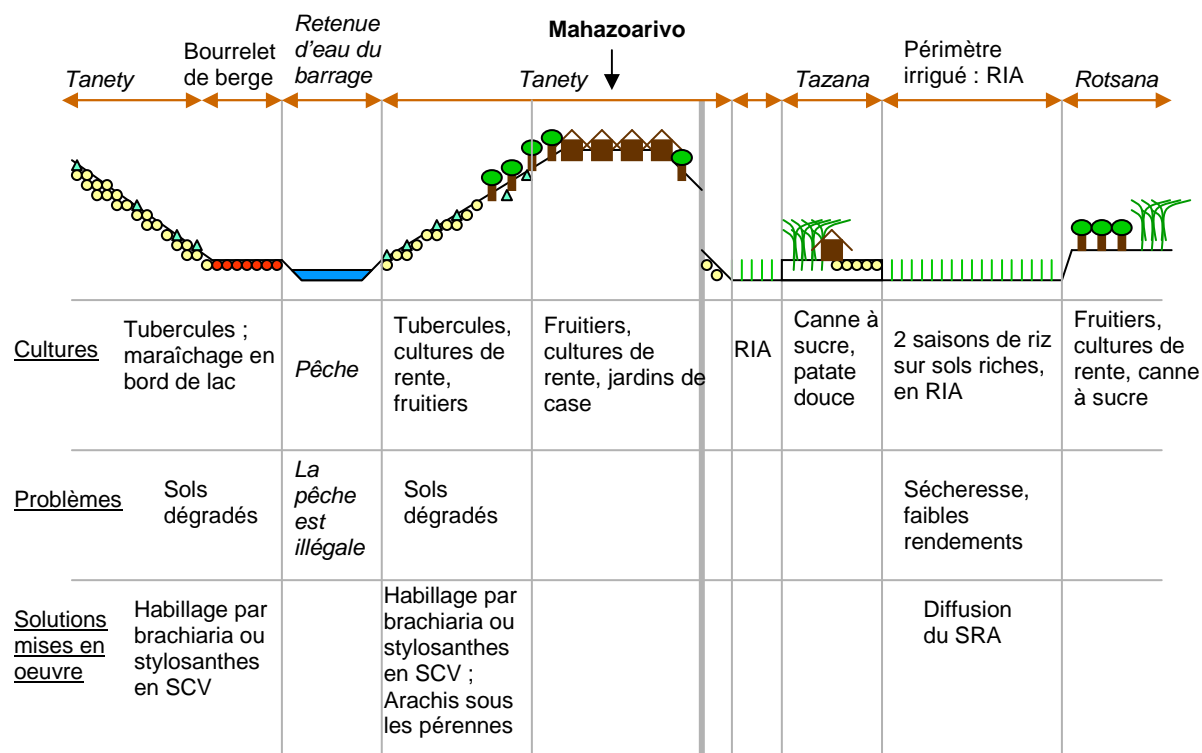 Tanety
Bourrelet
de berge
Retenue
d'eau du
barrage
Mahazoarivo
Tanety
Tazana
Périmètre
irrigué : RIA
Rotsana
Cultures
Tubercules ;
maraîchage en
bord de lac
Pêche
Tubercules,
cultures de
rente,
fruitiers
Fruitiers,
cultures de
rente, jardins de
case
RIA
Canne à
sucre,
patate
douce
2 saisons de riz
sur sols riches,
en RIA
Fruitiers,
cultures de
rente, canne
à sucre
Problèmes
Sols
dégradés
La
pêche
est
illégale
Sols
dégradés
Sécheresse,
faibles
rendements
Solutions
mises en
oeuvre
Habillage par
brachiaria ou
stylosanthes
en SCV
Habillage par
brachiaria ou
stylosanthes
en SCV ;
Arachis sous
les pérennes
Diffusion
du SRA